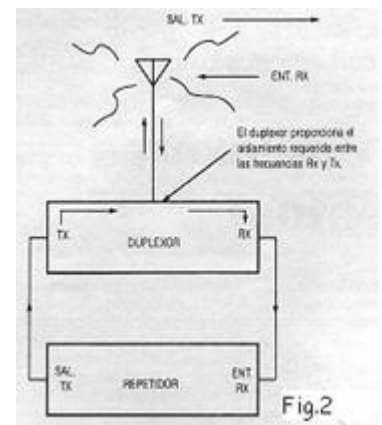 SAL. TX
ENT. RX
El duplexor proporciona el
aislamiento requerido entre
las frecuencias Rx y Tx.
TX
RX
DUPLEXOR
SAL.
TX
REPETIDOR
ENT.
RX
Fig.2